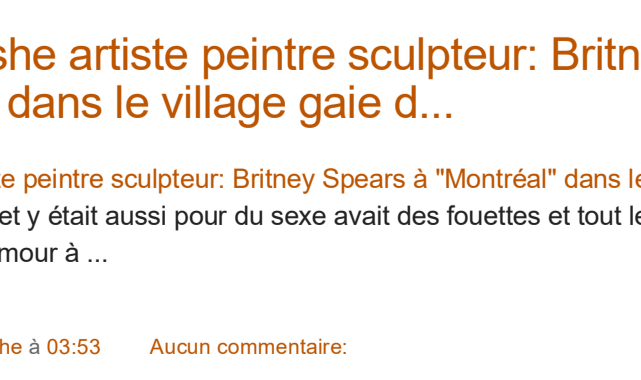 she artiste peintre sculpteur: Britn
dans le village gaie d...
te peintre sculpteur: Britney Spears à "Montréal" dans le
et y était aussi pour du sexe avait des fouettes et tout le
mour à ...
he à 03:53 Aucun commentaire: